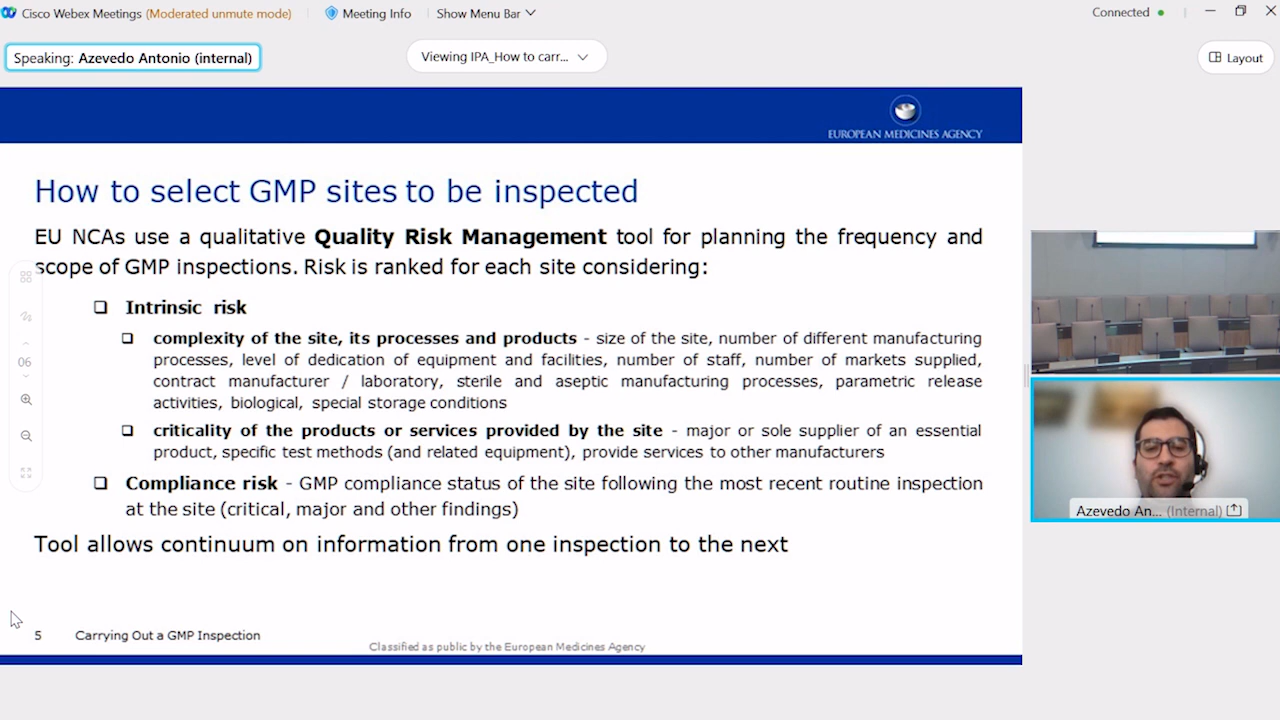 Cisco Webex Meetings (Moderated unmute mode)
Meeting Info
Show Menu Bar
Connected
Speaking: Azevedo Antonio (internal)
Viewing IPA_How to carr...
Layout
EUROPEAN MEDICINES AGENCY
How to select GMP sites to be inspected
EU NCAs use a qualitative Quality Risk Management tool for planning the frequency and
scope of GMP inspections. Risk is ranked for each site considering:
Intrinsic risk
complexity of the site, its processes and products - size of the site, number of different manufacturing
processes, level of dedication of equipment and facilities, number of staff, number of markets supplied,
contract manufacturer / laboratory, sterile and aseptic manufacturing processes, parametric release
activities, biological, special storage conditions
criticality of the products or services provided by the site - major or sole supplier of an essential
product, specific test methods (and related equipment), provide services to other manufacturers
Compliance risk - GMP compliance status of the site following the most recent routine inspection
at the site (critical, major and other findings)
Tool allows continuum on information from one inspection to the next
06
5
Carrying Out a GMP Inspection
Classified as public by the European Medicines Agency
Azevedo An... (Internal)